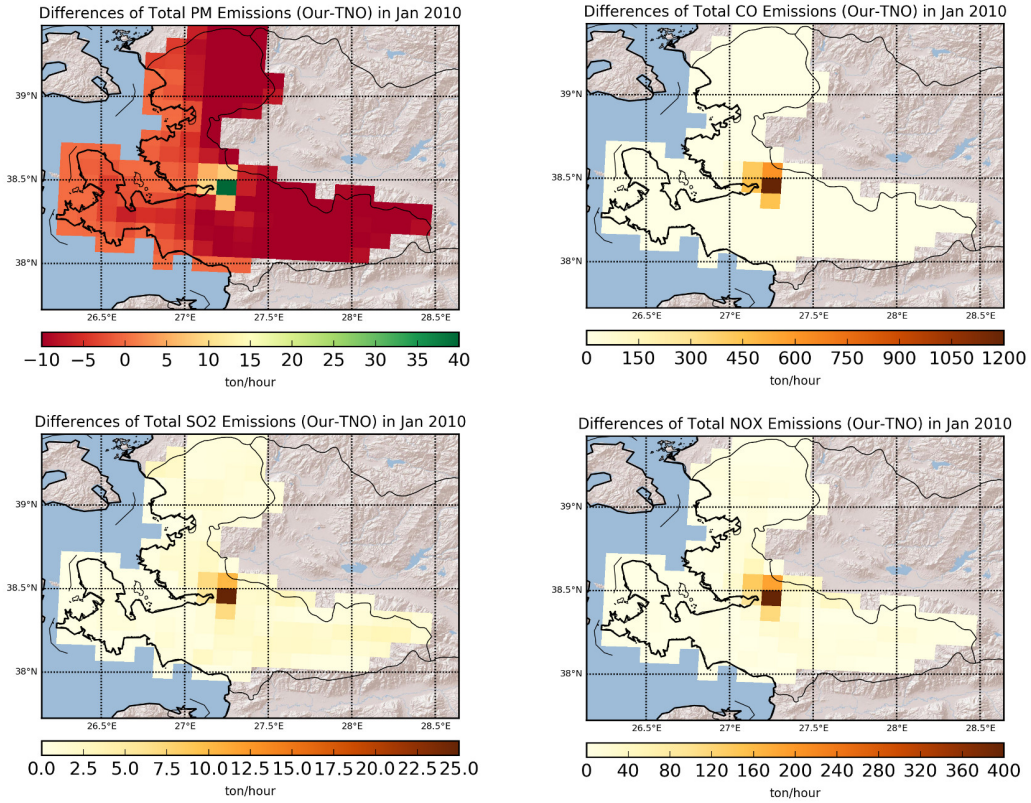 Differences of Total PM Emissions (Our-TNO) in Jan 2010
39°N
38.5°N
38°N
26.5°E 27°E 27.5°E 28°E 28.5°E
−10 −5 0 5 10 15 20 25 30 35 40
ton/hour
Differences of Total CO Emissions (Our-TNO) in Jan 2010
39°N
38.5°N
38°N
26.5°E 27°E 27.5°E 28°E 28.5°E
0 150 300 450 600 750 900 1050 1200
ton/hour
Differences of Total SO2 Emissions (Our-TNO) in Jan 2010
39°N
38.5°N
38°N
26.5°E 27°E 27.5°E 28°E 28.5°E
0.0 2.5 5.0 7.5 10.0 12.5 15.0 17.5 20.0 22.5 25.0
ton/hour
Differences of Total NOX Emissions (Our-TNO) in Jan 2010
39°N
38.5°N
38°N
26.5°E 27°E 27.5°E 28°E 28.5°E
0 40 80 120 160 200 240 280 320 360 400
ton/hour